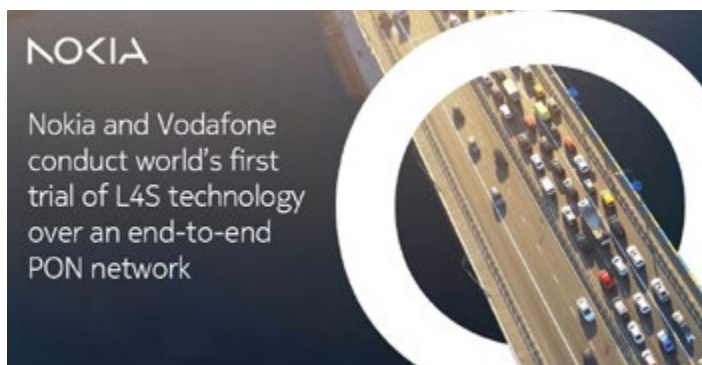 NOKIA
Nokia and Vodafone
conduct world's first
trial of L4S technology
over an end-to-end
PON network